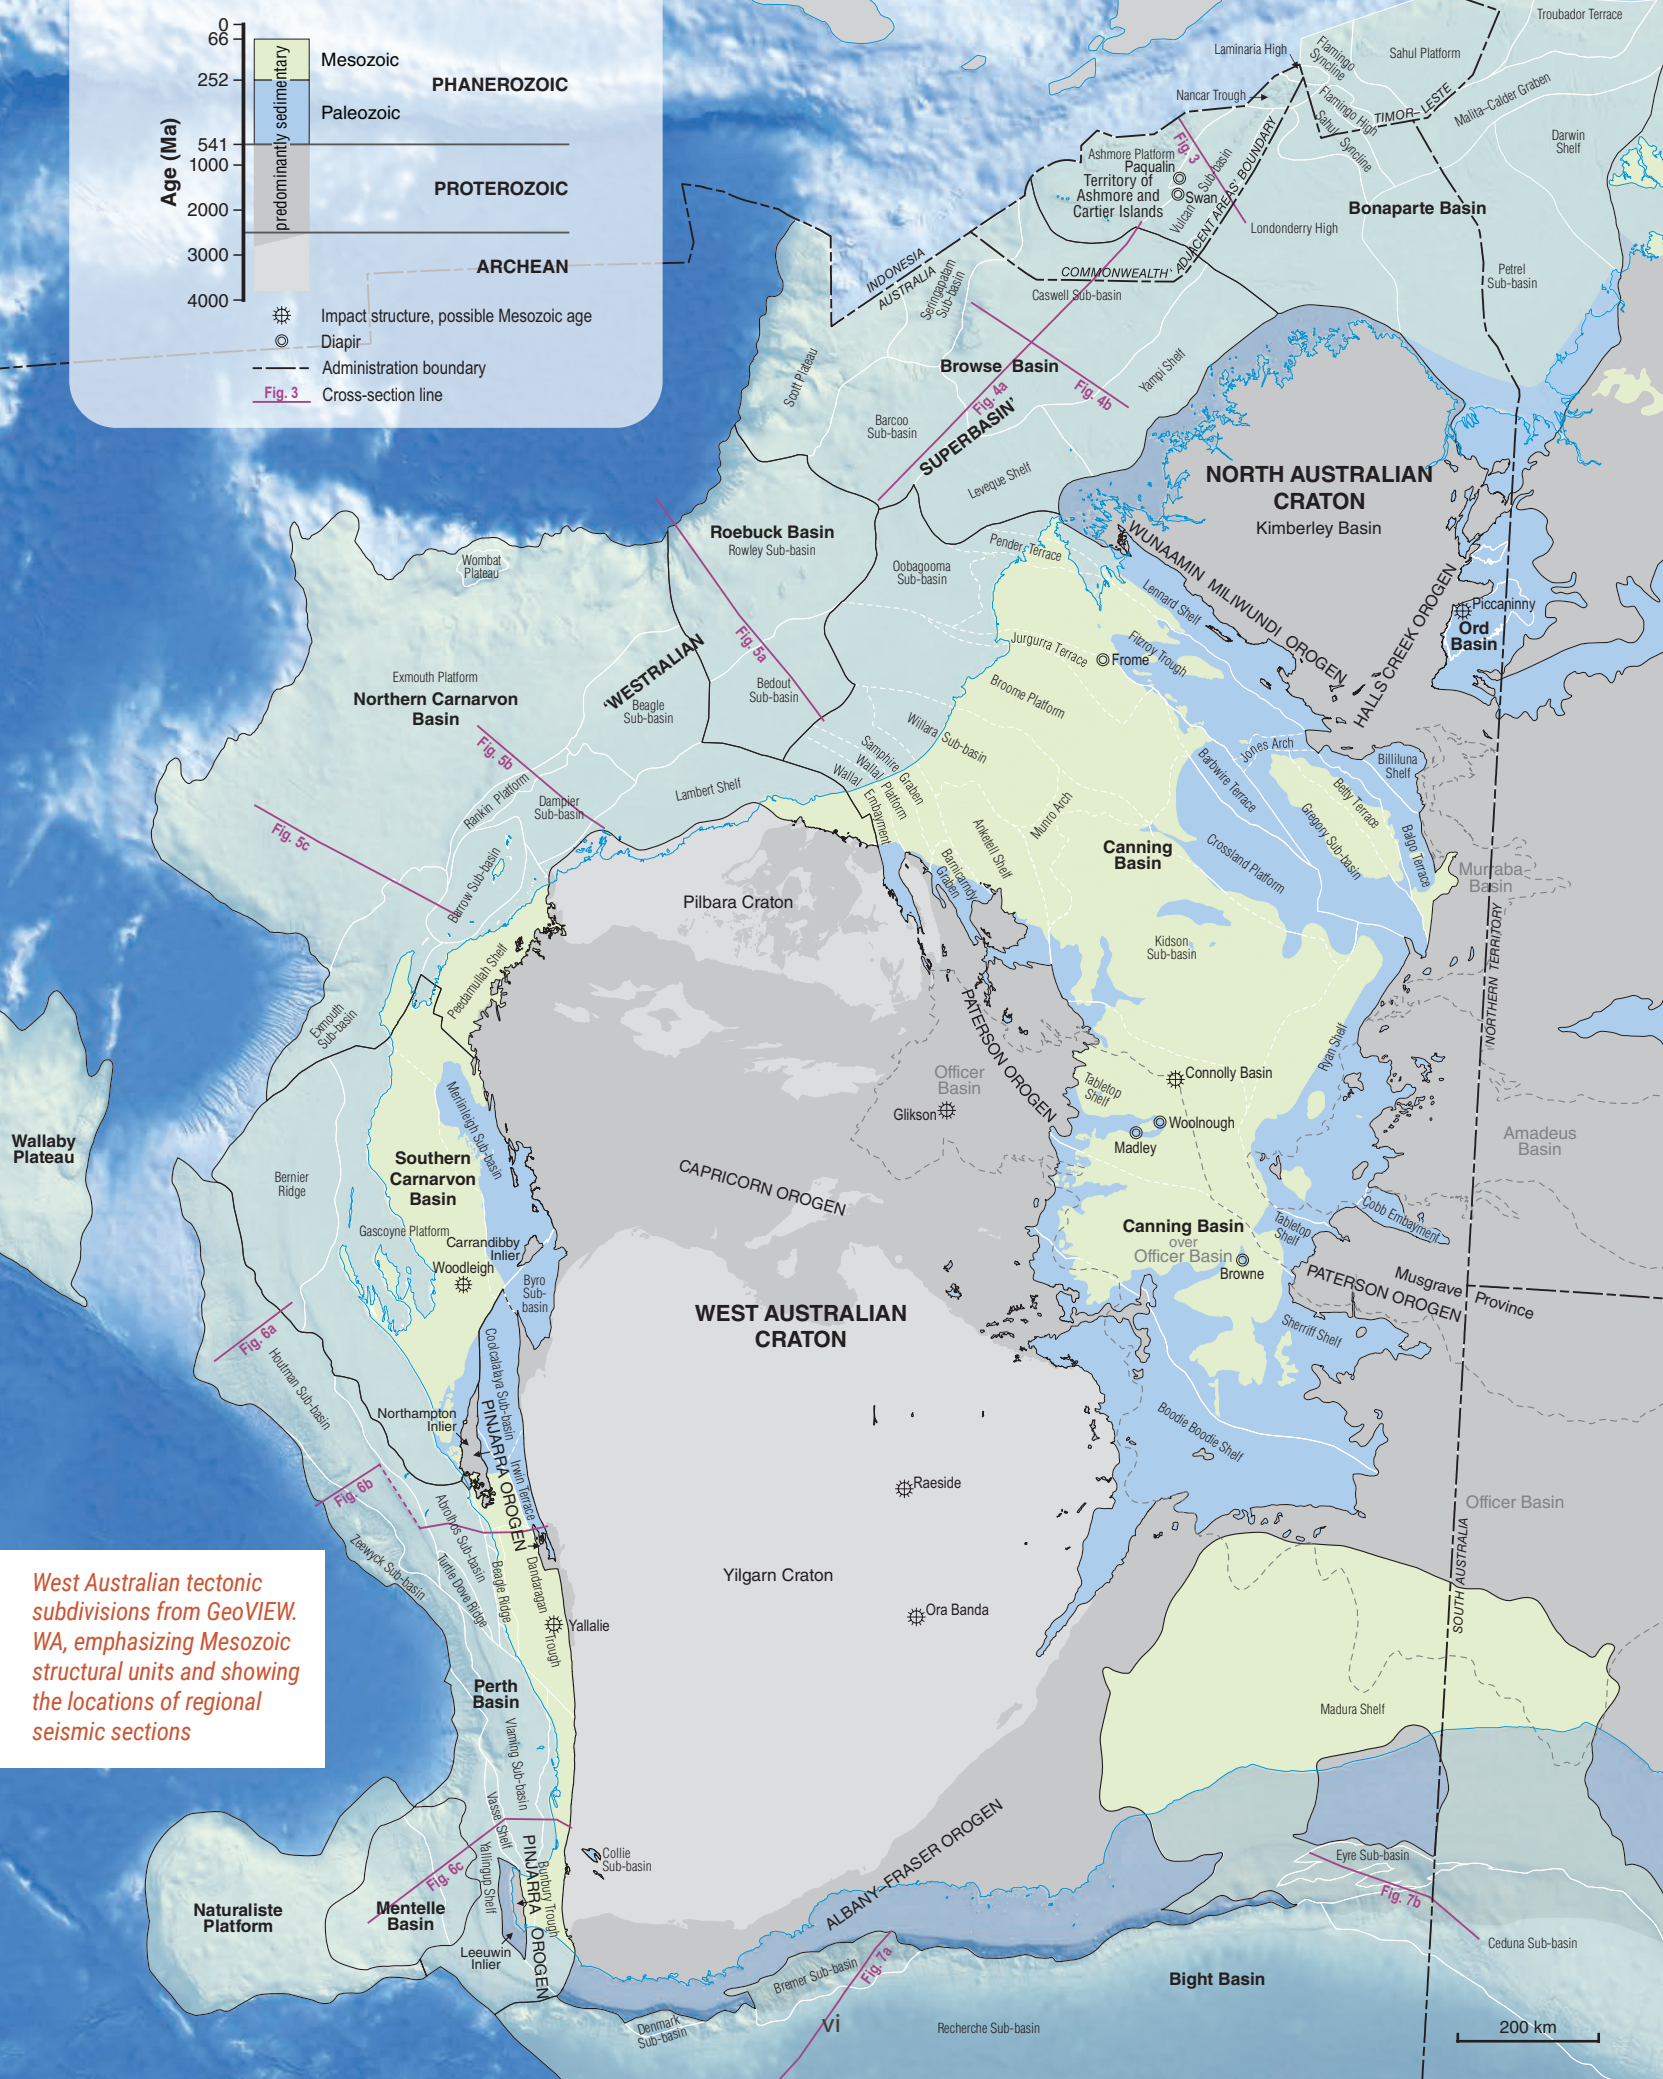 0
66
252
541
1000
2000
3000
4000
Age (Ma)
predominantly sedimentary
Mesozoic
Paleozoic
PHANEROZOIC
PROTEROZOIC
ARCHEAN
Impact structure, possible Mesozoic age
Diapir
Administration boundary
Fig. 3
Cross-section line
Troubador Terrace
Laminaria High
Flamingo
Syncline
Sahul Platform
Nancar Trough
Flamingo High
TIMOR–LESTE
Malita–Calder Graben
Sahul
Syncline
Darwin
Shelf
Fig. 3
Ashmore Platform
Paqualin
Territory of
Ashmore and
Cartier Islands
Swan
Vulcan Sub-basin
'ADJACENT AREAS' BOUNDARY
Londonderry High
Bonaparte Basin
Petrel
Sub-basin
INDONESIA
AUSTRALIA
COMMONWEALTH
Seringapatam
Sub-basin
Caswell Sub-basin
Scott Plateau
Browse Basin
Fig. 4a
Fig. 4b
Yampi Shelf
Barcoo
Sub-basin
SUPERBASIN'
Leveque Shelf
NORTH AUSTRALIAN
CRATON
Kimberley Basin
Roebuck Basin
Rowley Sub-basin
Wombat
Plateau
Oobagooma
Sub-basin
Pender Terrace
WUNAAMIN MILIWUNDI OROGEN
Lennard Shelf
HALLS CREEK OROGEN
Piccaninny
Ord
Basin
Jurgurra Terrace
Frome
Fitzroy Trough
Fig. 5a
'WESTRALIAN
Exmouth Platform
Northern Carnarvon
Basin
Beagle
Sub-basin
Bedout
Sub-basin
Broome Platform
Willara Sub-basin
Fig. 5b
Samphire Graben
Wallal Platform
Wallal Embayment
Jones Arch
Billiluna
Shelf
Barbwire Terrace
Betty Terrace
Gregory Sub-basin
Balgo Terrace
Rankin Platform
Dampier
Sub-basin
Lambert Shelf
Munro Arch
Anketell Shelf
Canning
Basin
Crossland Platform
Fig. 5c
Barrow Sub-basin
Barnicarndy
Graben
Murraba
Basin
Pilbara Craton
Kidson
Sub-basin
NORTHERN TERRITORY
Peedamullah Shelf
Exmouth
Sub-basin
PATERSON OROGEN
Ryan Shelf
Officer
Basin
Glikson
Tabletop
Shelf
Connolly Basin
Woolnough
Madley
Amadeus
Basin
Wallaby
Plateau
Merlinleigh Sub-basin
Southern
Carnarvon
Basin
Bernier
Ridge
CAPRICORN OROGEN
Gascoyne Platform
Carrandibby
Inlier
Woodleigh
Byro
Sub-
basin
Canning Basin
over
Officer Basin
Browne
Tabletop
Shelf
Cobb Embayment
PATERSON OROGEN
Musgrave
Province
Sherriff Shelf
WEST AUSTRALIAN
CRATON
Fig. 6a
Houtman Sub-basin
Coolcalalaya Sub-basin
Northampton
Inlier
PINJARRA OROGEN
Irwin Terrace
Boodie Boodie Shelf
Fig. 6b
Raeside
Officer Basin
Abrolhos Sub-basin
Zeewyck Sub-basin
Turtle Dove Ridge
Beagle Ridge
Dandaragan
Trough
Yilgarn Craton
Ora Banda
Yallalie
SOUTH AUSTRALIA
West Australian tectonic
subdivisions from GeoVIEW.
WA, emphasizing Mesozoic
structural units and showing
the locations of regional
seismic sections
Perth
Basin
Madura Shelf
Vlaming Sub-basin
Vasse Shelf
Yallingup Shelf
PINJARRA OROGEN
Bunbury Trough
Collie
Sub-basin
ALBANY–FRASER OROGEN
Eyre Sub-basin
Fig. 7b
Fig. 6c
Naturaliste
Platform
Mentelle
Basin
Leeuwin
Inlier
Ceduna Sub-basin
Bremer Sub-basin
Fig. 7a
Bight Basin
Denmark
Sub-basin
vi
Recherche Sub-basin
200 km